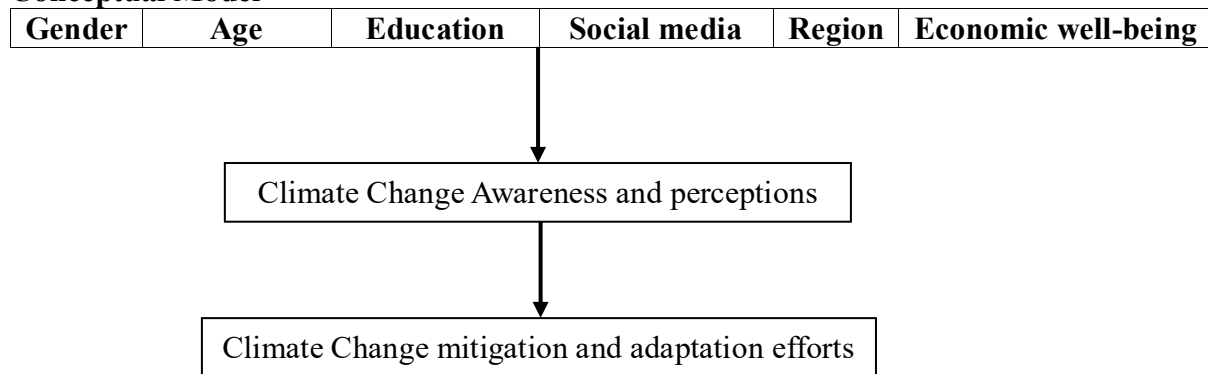 Conceptual Model
Gender Age Education Social media Region Economic well-being
Climate Change Awareness and perceptions
Climate Change mitigation and adaptation efforts